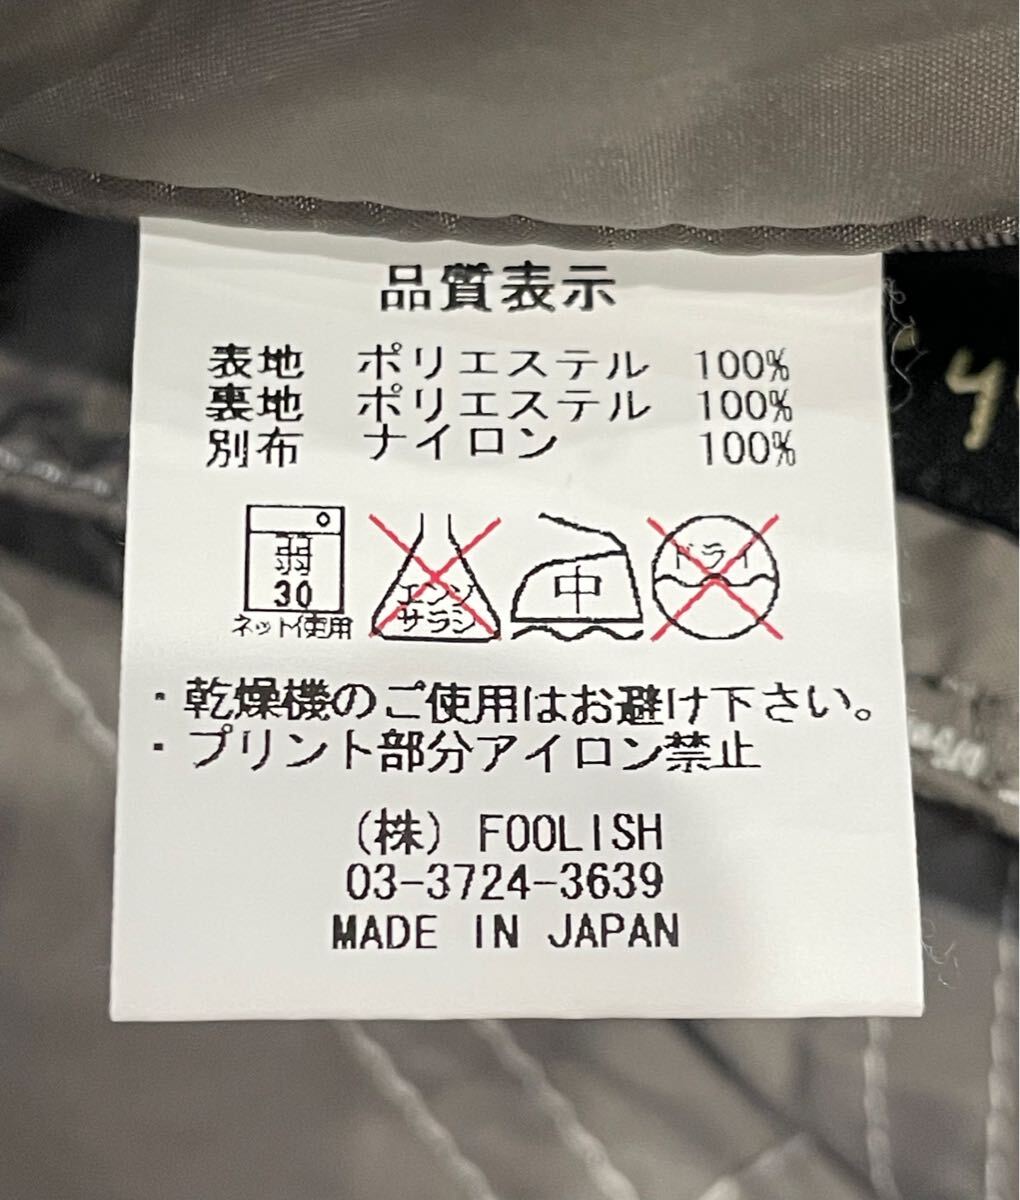 品質表示
表地 ポリエステル 100%
裏地 ポリエステル 100%
別布 ナイロン 100%
弱
30
ネット使用
エンソ
サラシ
中
ドライ
・乾燥機のご使用はお避け下さい。
・プリント部分アイロン禁止
(株) FOOLISH
03-3724-3639
MADE IN JAPAN